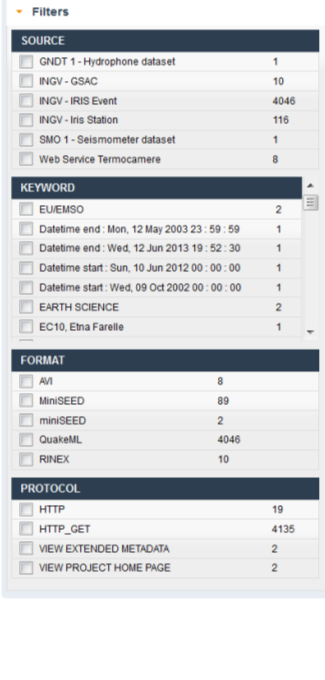 Filters
SOURCE
GNDT 1 - Hydrophone dataset 1
INGV - GSAC 10
INGV - IRIS Event 4046
INGV - Iris Station 116
SMO 1 - Seismometer dataset 1
Web Service Termocamere 8
KEYWORD
EU/EMSO 2
Datetime end : Mon, 12 May 2003 23 : 59 : 59 1
Datetime end : Wed, 12 Jun 2013 19 : 52 : 30 1
Datetime start : Sun, 10 Jun 2012 00 : 00 : 00 1
Datetime start : Wed, 09 Oct 2002 00 : 00 : 00 1
EARTH SCIENCE 2
EC10, Etna Farelle 1
FORMAT
AVI 8
MiniSEED 89
miniSEED 2
QuakeML 4046
RINEX 10
PROTOCOL
HTTP 19
HTTP_GET 4135
VIEW EXTENDED METADATA 2
VIEW PROJECT HOME PAGE 2